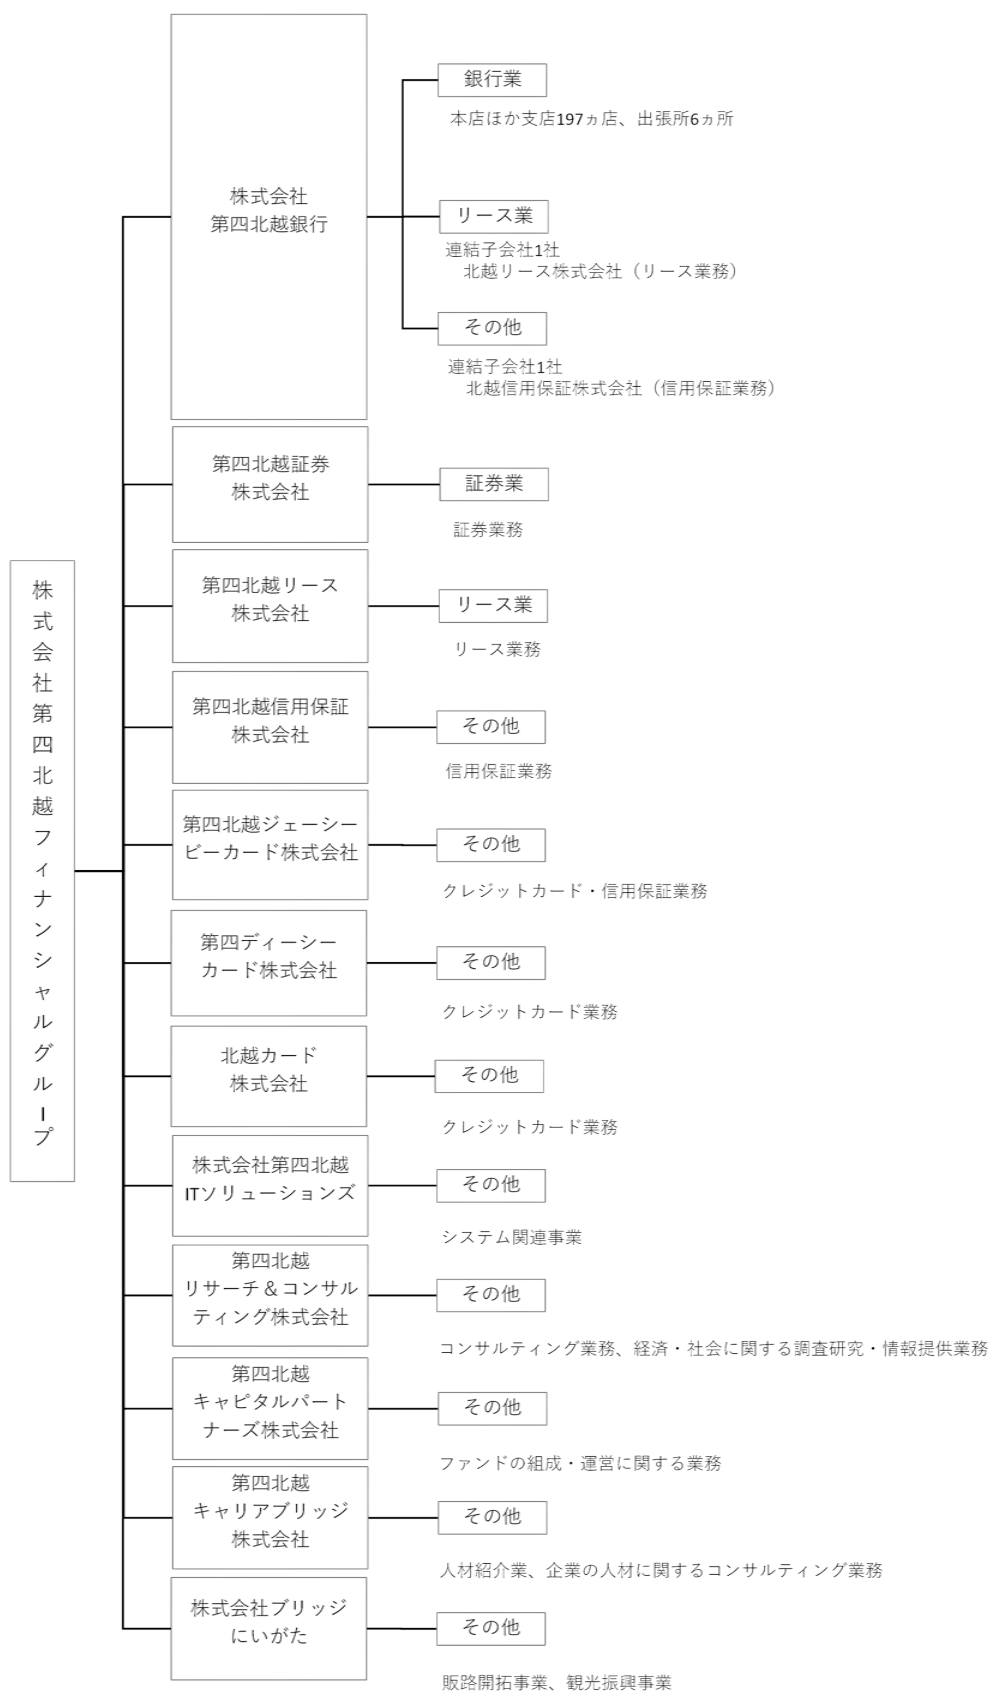 株式会社第四北越フィナンシャルグループ
株式会社
第四北越銀行
銀行業
本店ほか支店197ヵ店、出張所6ヵ所
リース業
連結子会社1社
北越リース株式会社（リース業務）
その他
連結子会社1社
北越信用保証株式会社（信用保証業務）
第四北越証券
株式会社
証券業
証券業務
第四北越リース
株式会社
リース業
リース業務
第四北越信用保証
株式会社
その他
信用保証業務
第四北越ジェーシー
ビーカード株式会社
その他
クレジットカード・信用保証業務
第四ディーシー
カード株式会社
その他
クレジットカード業務
北越カード
株式会社
その他
クレジットカード業務
株式会社第四北越
ITソリューションズ
その他
システム関連事業
第四北越
リサーチ＆コンサル
ティング株式会社
その他
コンサルティング業務、経済・社会に関する調査研究・情報提供業務
第四北越
キャピタルパート
ナーズ株式会社
その他
ファンドの組成・運営に関する業務
第四北越
キャリアブリッジ
株式会社
その他
人材紹介業、企業の人材に関するコンサルティング業務
株式会社ブリッジ
にいがた
その他
販路開拓事業、観光振興事業